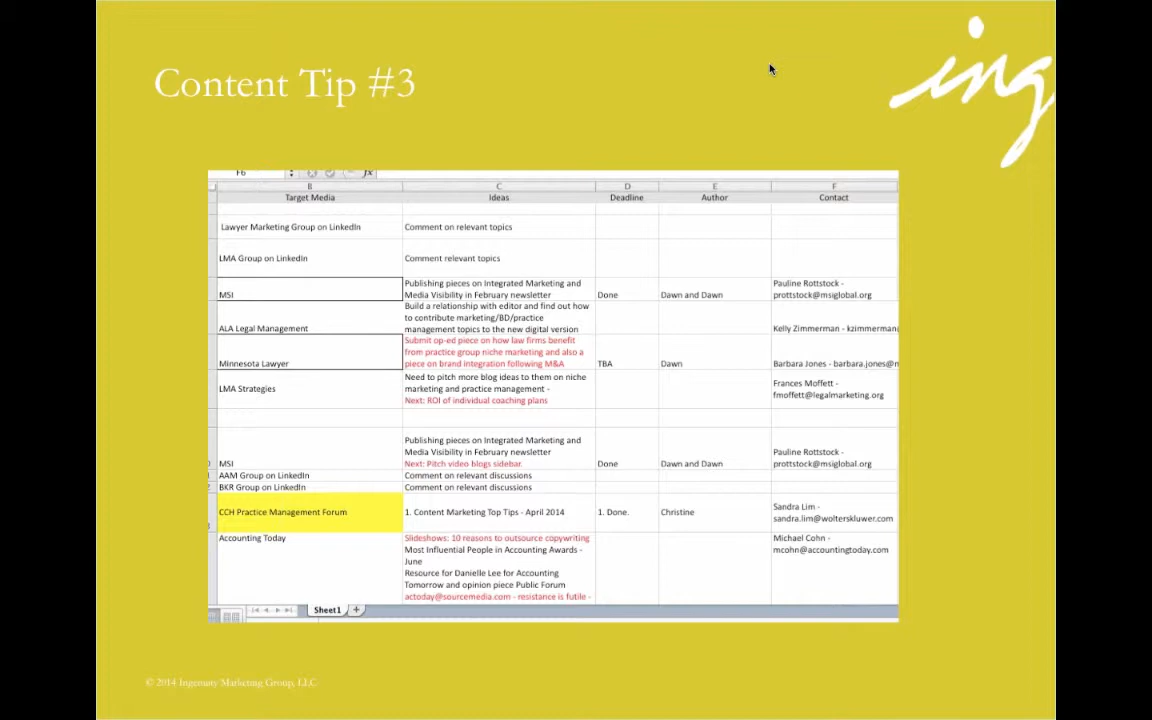 Content Tip #3
ing
F6 fx
B C D E F
Target Media Ideas Deadline Author Contact
Lawyer Marketing Group on LinkedIn Comment on relevant topics
LMA Group on LinkedIn Comment relevant topics
Publishing pieces on Integrated Marketing and Pauline Rottstock -
MSI Media Visibility in February newsletter Done Dawn and Dawn prottstock@msiglobal.org
Build a relationship with editor and find out how
to contribute marketing/BD/practice
ALA Legal Management management topics to the new digital version Kelly Zimmerman - kzimmerman
Submit op-ed piece on how law firms benefit
from practice group niche marketing and also a
Minnesota Lawyer piece on brand integration following M&A TBA Dawn Barbara Jones - barbara.jones@
Need to pitch more blog ideas to them on niche Frances Moffett -
LMA Strategies marketing and practice management - fmoffett@legalmarketing.org
Next: ROI of individual coaching plans
Publishing pieces on Integrated Marketing and
Media Visibility in February newsletter Pauline Rottstock -
MSI Next: Pitch video blogs sidebar Done Dawn and Dawn prottstock@msiglobal.org
AAM Group on LinkedIn Comment on relevant discussions
BKR Group on LinkedIn Comment on relevant discussions
CCH Practice Management Forum 1. Content Marketing Top Tips - April 2014 1. Done. Christine Sandra Lim -
sandra.lim@wolterskluwer.com
Accounting Today Slideshows: 10 reasons to outsource copywriting Michael Cohn -
Most Influential People in Accounting Awards - mcohn@accountingtoday.com
June
Resource for Danielle Lee for Accounting
Tomorrow and opinion piece Public Forum
actoday@sourcemedia.com - resistance is futile -
Sheet1 +
© 2014 Ingenuity Marketing Group, LLC